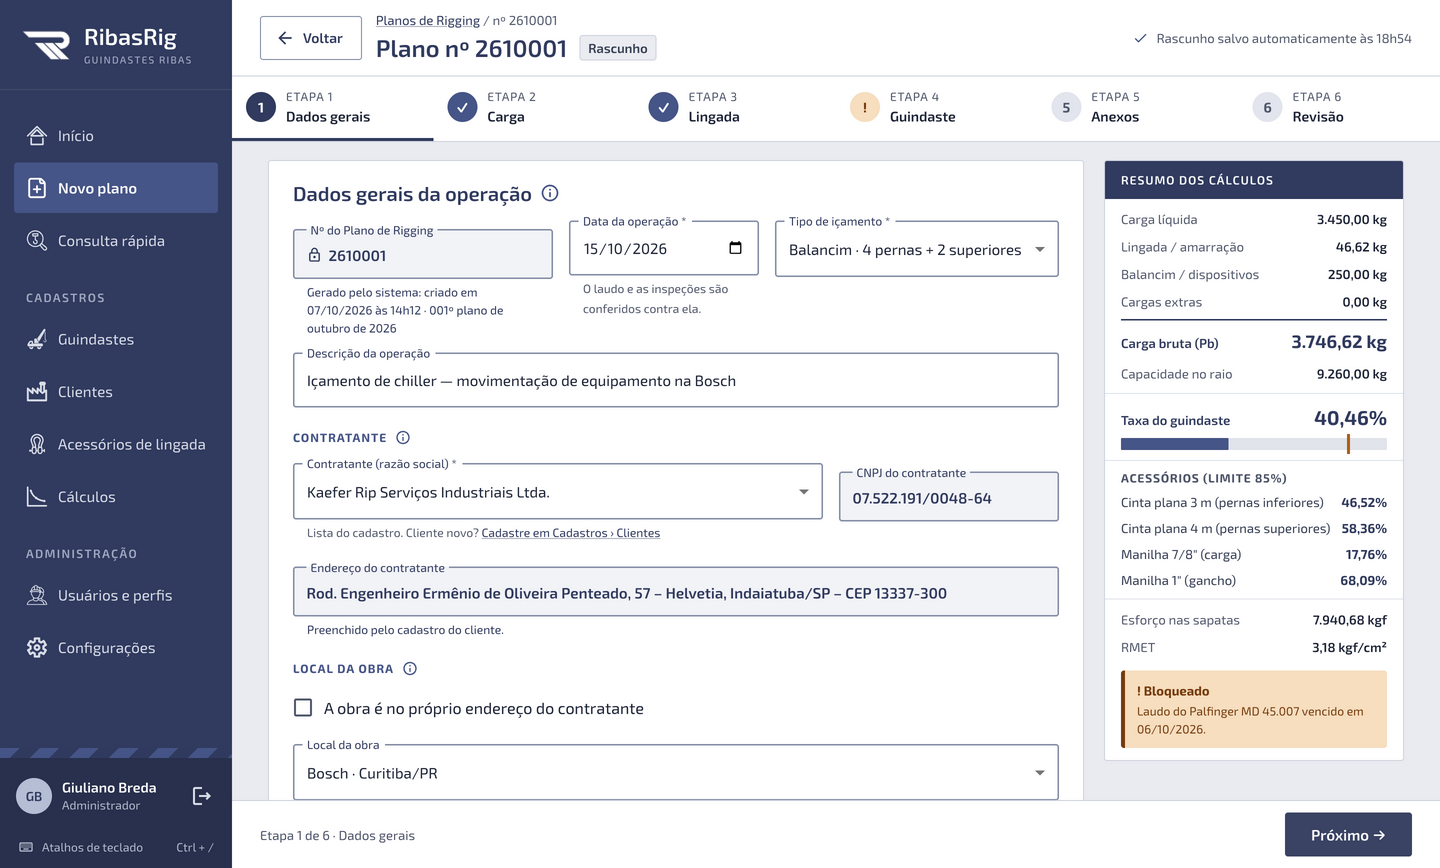 RibasRig
GUINDASTES RIBAS
Início
Novo plano
Consulta rápida
CADASTROS
Guindastes
Clientes
Acessórios de lingada
Cálculos
ADMINISTRAÇÃO
Usuários e perfis
Configurações
GB
Giuliano Breda
Administrador
Atalhos de teclado Ctrl + /
Voltar
Planos de Rigging / nº 2610001
Plano nº 2610001 Rascunho
Rascunho salvo automaticamente às 18h54
1 ETAPA 1
Dados gerais
ETAPA 2
Carga
ETAPA 3
Lingada
! ETAPA 4
Guindaste
5 ETAPA 5
Anexos
6 ETAPA 6
Revisão
Dados gerais da operação
Nº do Plano de Rigging
2610001
Gerado pelo sistema: criado em
07/10/2026 às 14h12 · 001º plano de
outubro de 2026
Data da operação *
15/10/2026
O laudo e as inspeções são
conferidos contra ela.
Tipo de içamento *
Balancim · 4 pernas + 2 superiores
Descrição da operação
Içamento de chiller — movimentação de equipamento na Bosch
CONTRATANTE
Contratante (razão social) *
Kaefer Rip Serviços Industriais Ltda.
Lista do cadastro. Cliente novo? Cadastre em Cadastros › Clientes
CNPJ do contratante
07.522.191/0048-64
Endereço do contratante
Rod. Engenheiro Ermênio de Oliveira Penteado, 57 – Helvetia, Indaiatuba/SP – CEP 13337-300
Preenchido pelo cadastro do cliente.
LOCAL DA OBRA
A obra é no próprio endereço do contratante
Local da obra
Bosch · Curitiba/PR
RESUMO DOS CÁLCULOS
Carga líquida 3.450,00 kg
Lingada / amarração 46,62 kg
Balancim / dispositivos 250,00 kg
Cargas extras 0,00 kg
Carga bruta (Pb) 3.746,62 kg
Capacidade no raio 9.260,00 kg
Taxa do guindaste 40,46%
ACESSÓRIOS (LIMITE 85%)
Cinta plana 3 m (pernas inferiores) 46,52%
Cinta plana 4 m (pernas superiores) 58,36%
Manilha 7/8" (carga) 17,76%
Manilha 1" (gancho) 68,09%
Esforço nas sapatas 7.940,68 kgf
RMET 3,18 kgf/cm²
! Bloqueado
Laudo do Palfinger MD 45.007 vencido em
06/10/2026.
Etapa 1 de 6 · Dados gerais
Próximo →